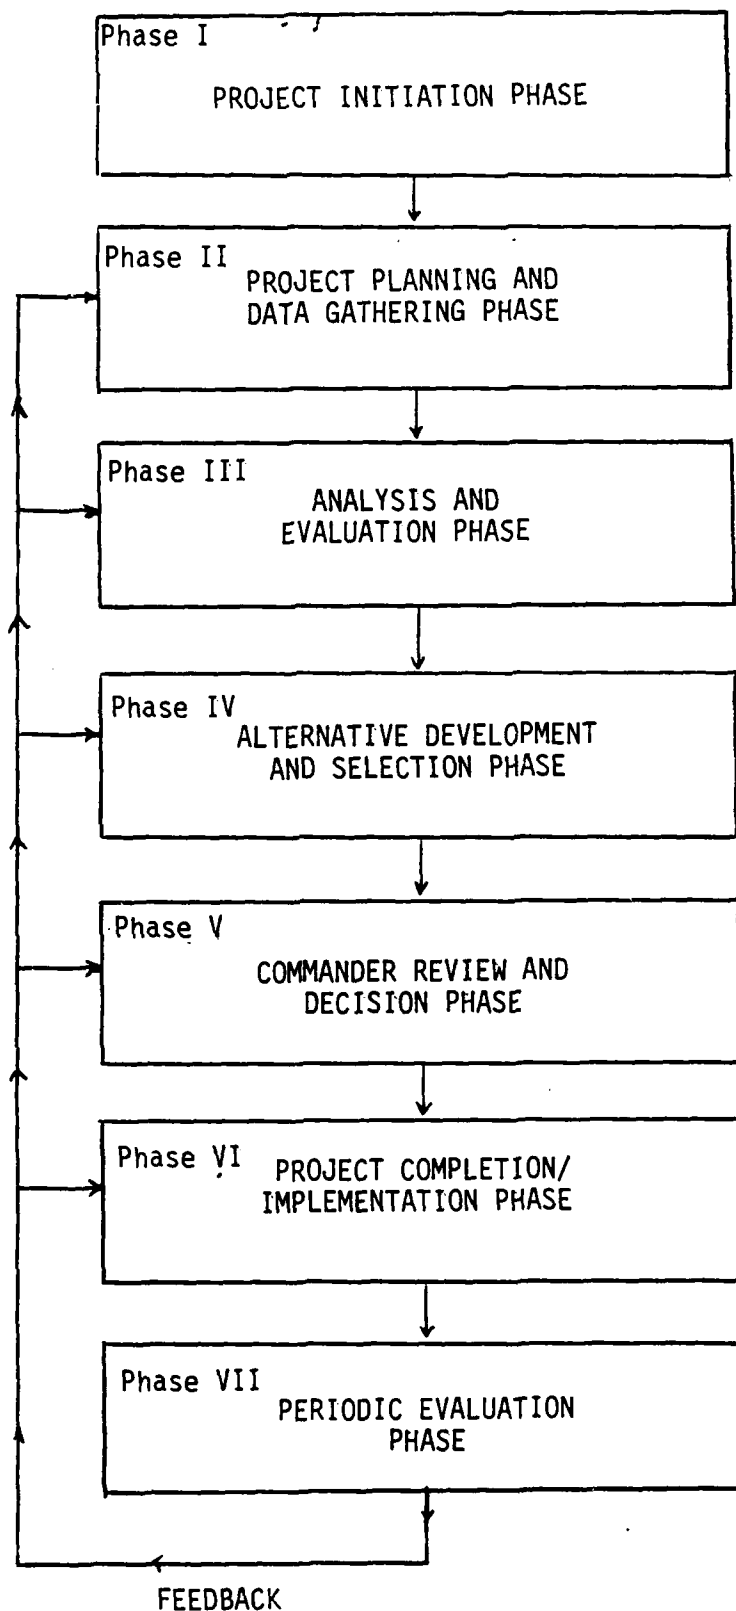 Phase I
PROJECT INITIATION PHASE
Phase II
PROJECT PLANNING AND
DATA GATHERING PHASE
Phase III
ANALYSIS AND
EVALUATION PHASE
Phase IV
ALTERNATIVE DEVELOPMENT
AND SELECTION PHASE
Phase V
COMMANDER REVIEW AND
DECISION PHASE
Phase VI
PROJECT COMPLETION/
IMPLEMENTATION PHASE
Phase VII
PERIODIC EVALUATION
PHASE
FEEDBACK